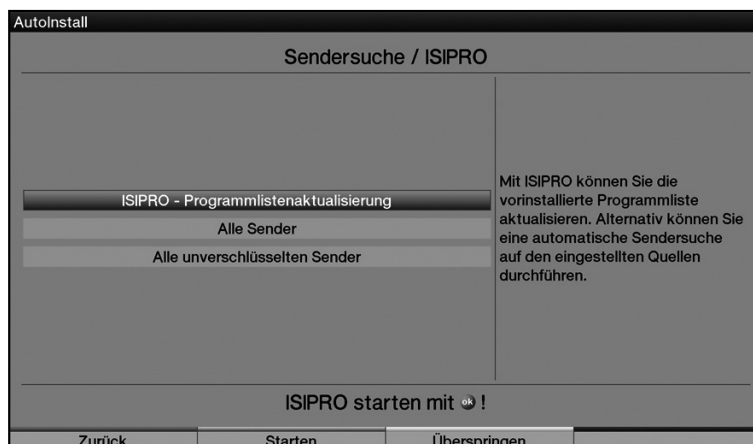 AutoInstall
Sendersuche / ISIPRO
ISIPRO - Programmlistenaktualisierung
Alle Sender
Alle unverschlüsselten Sender
Mit ISIPRO können Sie die
vorinstallierte Programmliste
aktualisieren. Alternativ können Sie
eine automatische Sendersuche
auf den eingestellten Quellen
durchführen.
ISIPRO starten mit ok !
Zurück
Starten
Überspringen